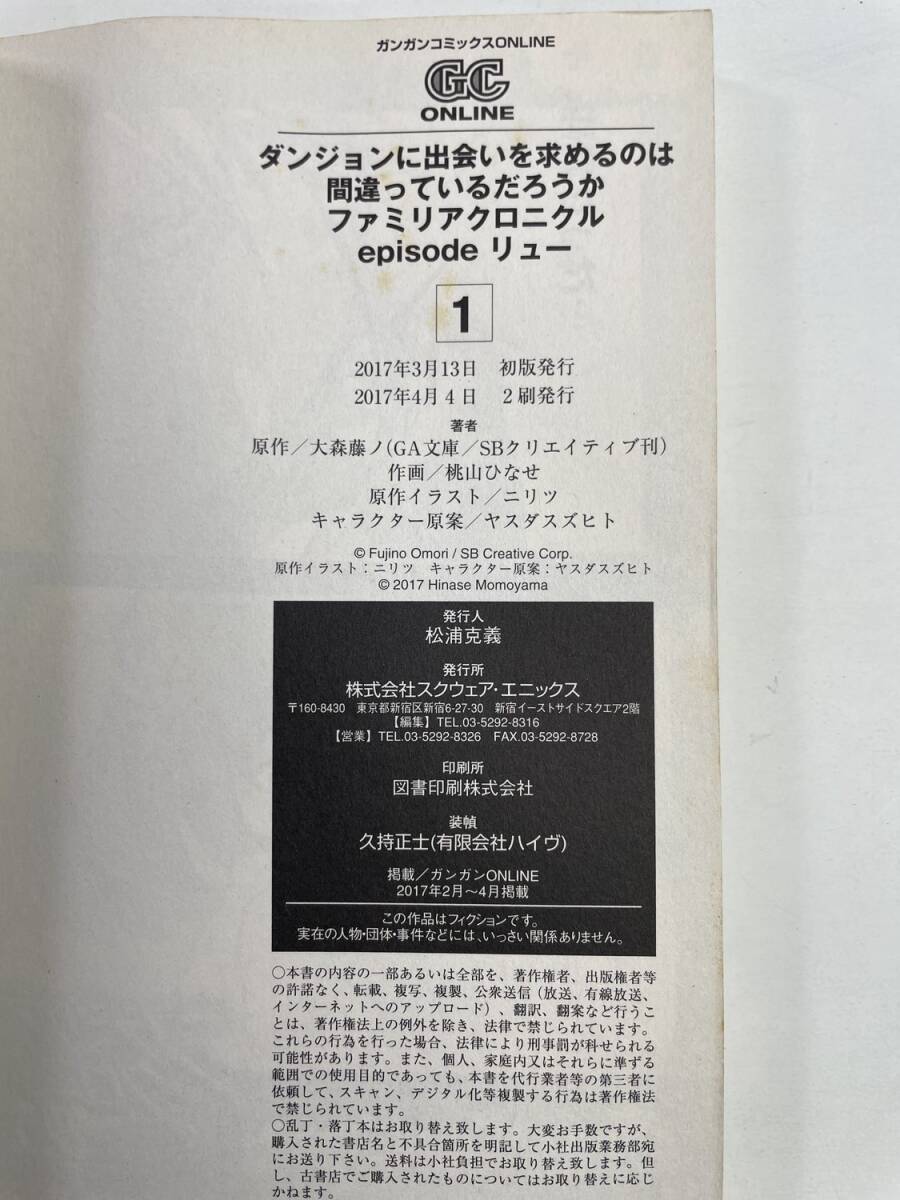 ガンガンコミックスONLINE
GC
ONLINE
ダンジョンに出会いを求めるのは
間違っているだろうか
ファミリアクロニクル
episode リュー
1
2017年3月13日　初版発行
2017年4月4日　2刷発行
著者
原作／大森藤ノ(GA文庫／SBクリエイティブ刊)
作画／桃山ひなせ
原作イラスト／ニリツ
キャラクター原案／ヤスダスズヒト
© Fujino Omori / SB Creative Corp.
原作イラスト：ニリツ　キャラクター原案：ヤスダスズヒト
© 2017 Hinase Momoyama
発行人
松浦克義
発行所
株式会社スクウェア・エニックス
〒160-8430　東京都新宿区新宿6-27-30　新宿イーストサイドスクエア2階
【編集】TEL.03-5292-8316
【営業】TEL.03-5292-8326　FAX.03-5292-8728
印刷所
図書印刷株式会社
装幀
久持正士(有限会社ハイヴ)
掲載／ガンガンONLINE
2017年2月〜4月掲載
この作品はフィクションです。
実在の人物・団体・事件などには、いっさい関係ありません。
○本書の内容の一部あるいは全部を、著作権者、出版権者等
の許諾なく、転載、複写、複製、公衆送信（放送、有線放送、
インターネットへのアップロード）、翻訳、翻案など行うこ
とは、著作権法上の例外を除き、法律で禁じられています。
これらの行為を行った場合、法律により刑事罰が科せられる
可能性があります。また、個人、家庭内又はそれらに準ずる
範囲での使用目的であっても、本書を代行業者等の第三者に
依頼して、スキャン、デジタル化等複製する行為は著作権法
で禁じられています。
○乱丁・落丁本はお取り替え致します。大変お手数ですが、
購入された書店名と不具合箇所を明記して小社出版業務部宛
にお送り下さい。送料は小社負担でお取り替え致します。但
し、古書店でご購入されたものについてはお取り替えに応じ
かねます。